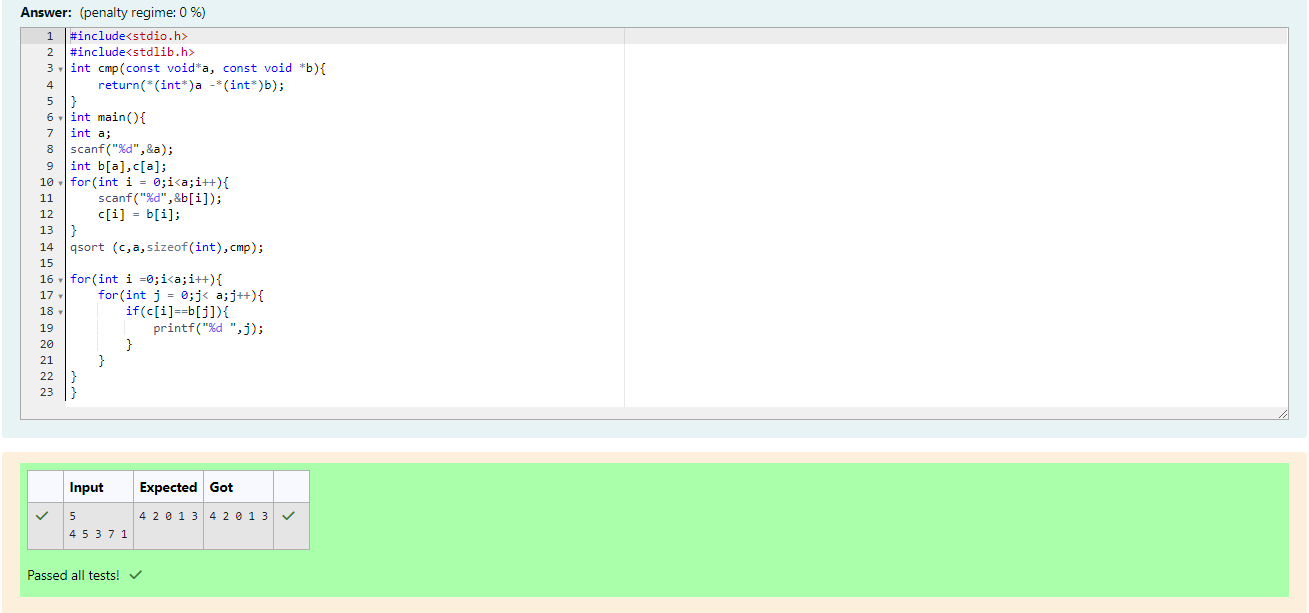 Answer: (penalty regime: 0 %)
1 #include<stdio.h>
2 #include<stdlib.h>
3 int cmp(const void*a, const void *b){
4     return(*(int*)a -*(int*)b);
5 }
6 int main(){
7 int a;
8 scanf("%d",&a);
9 int b[a],c[a];
10 for(int i = 0;i<a;i++){
11     scanf("%d",&b[i]);
12     c[i] = b[i];
13 }
14 qsort (c,a,sizeof(int),cmp);
15
16 for(int i =0;i<a;i++){
17     for(int j = 0;j< a;j++){
18         if(c[i]==b[j]){
19             printf("%d ",j);
20         }
21     }
22 }
23 }
Input Expected Got
5 4 2 0 1 3 4 2 0 1 3
4 5 3 7 1
Passed all tests!